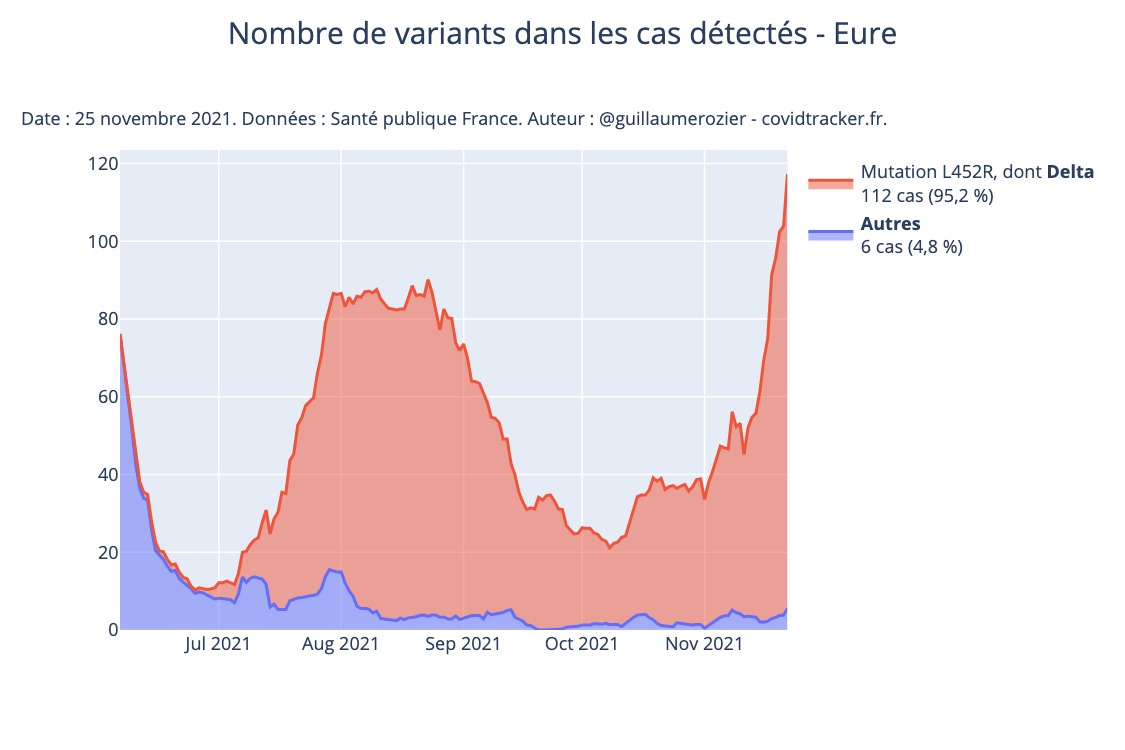 Nombre de variants dans les cas détectés - Eure
Date : 25 novembre 2021. Données : Santé publique France. Auteur : @guillaumerozier - covidtracker.fr.
120
100
80
60
40
20
0
Jul 2021
Aug 2021
Sep 2021
Oct 2021
Nov 2021
Mutation L452R, dont Delta
112 cas (95,2 %)
Autres
6 cas (4,8 %)